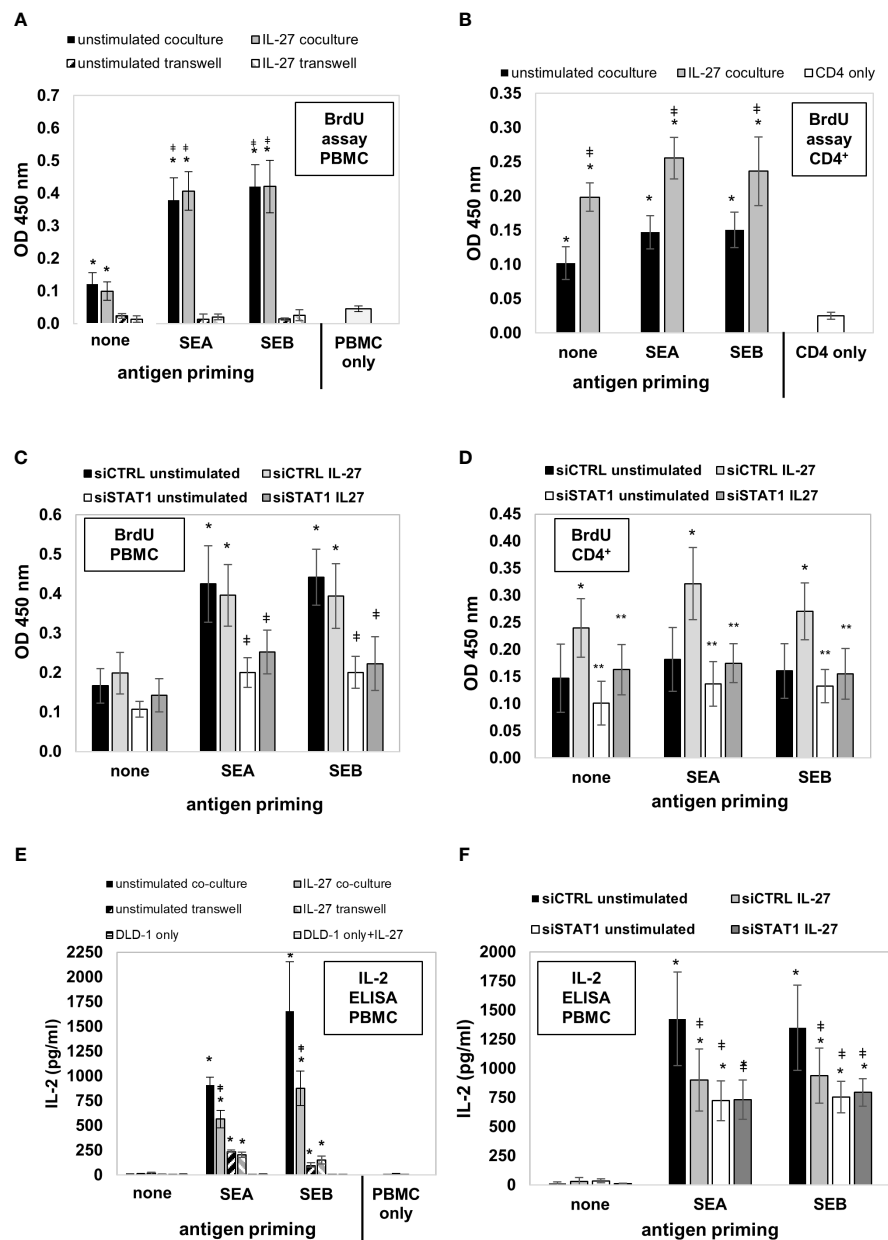 A
unstimulated coculture IL-27 coculture
unstimulated transwell IL-27 transwell
0.7
0.6
0.5
0.4
0.3
0.2
0.1
0.0
OD 450 nm
BrdU
assay
PBMC
‡ ‡ ‡ ‡
* * * *
* *
none SEA SEB PBMC
only
antigen priming
B
unstimulated coculture IL-27 coculture CD4 only
0.35
0.30
0.25
0.20
0.15
0.10
0.05
0.00
OD 450 nm
BrdU
assay
CD4+
‡ ‡ ‡
* * *
* * *
none SEA SEB CD4 only
antigen priming
C
siCTRL unstimulated siCTRL IL-27
siSTAT1 unstimulated siSTAT1 IL27
0.6
0.5
0.4
0.3
0.2
0.1
0.0
OD 450 nm
BrdU
PBMC
* * * *
‡ ‡ ‡ ‡
none SEA SEB
antigen priming
D
siCTRL unstimulated siCTRL IL-27
siSTAT1 unstimulated siSTAT1 IL27
0.45
0.40
0.35
0.30
0.25
0.20
0.15
0.10
0.05
0.00
OD 450 nm
BrdU
CD4+
* * *
** ** ** ** ** **
none SEA SEB
antigen priming
E
unstimulated co-culture IL-27 co-culture
unstimulated transwell IL-27 transwell
DLD-1 only DLD-1 only+IL-27
2250
2000
1750
1500
1250
1000
750
500
250
0
IL-2 (pg/ml)
IL-2
ELISA
PBMC
* ‡ * * *
* ‡ * * *
none SEA SEB PBMC
only
antigen priming
F
siCTRL unstimulated siCTRL IL-27
siSTAT1 unstimulated siSTAT1 IL-27
2000
1750
1500
1250
1000
750
500
250
0
IL-2 (pg/ml)
IL-2
ELISA
PBMC
* ‡ * ‡ * ‡ *
* ‡ * ‡ * ‡ *
none SEA SEB
antigen priming